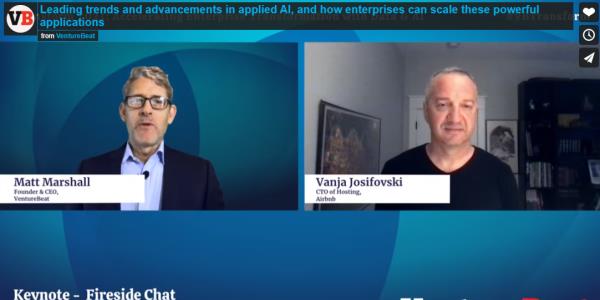 VB
Leading trends and advancements in applied AI, and how enterprises can scale these powerful
applications
from VentureBeat
Matt Marshall
Founder & CEO,
VentureBeat
Vanja Josifovski
CTO of Hosting,
Airbnb
Keynote - Fireside Chat